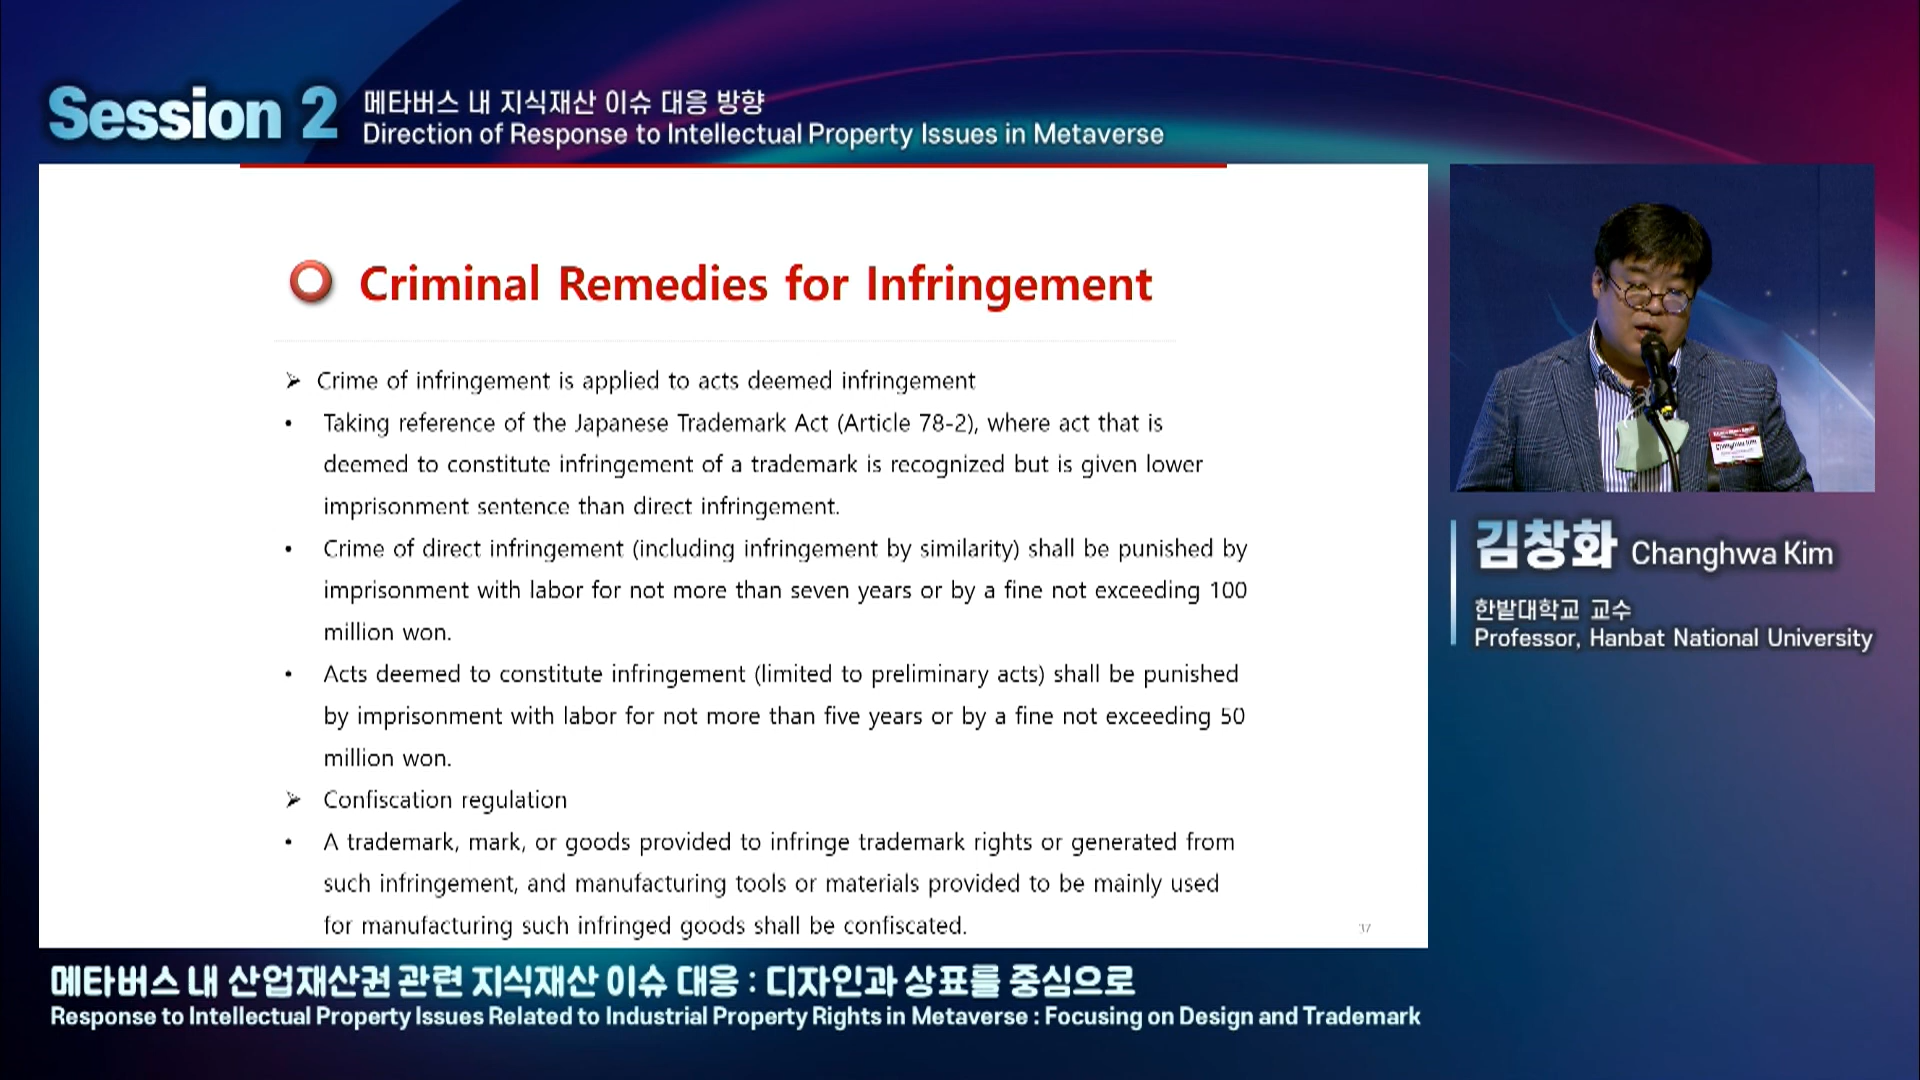 Session 2
메타버스 내 지식재산 이슈 대응 방향
Direction of Response to Intellectual Property Issues in Metaverse
Criminal Remedies for Infringement
➤ Crime of infringement is applied to acts deemed infringement
• Taking reference of the Japanese Trademark Act (Article 78-2), where act that is
deemed to constitute infringement of a trademark is recognized but is given lower
imprisonment sentence than direct infringement.
• Crime of direct infringement (including infringement by similarity) shall be punished by
imprisonment with labor for not more than seven years or by a fine not exceeding 100
million won.
• Acts deemed to constitute infringement (limited to preliminary acts) shall be punished
by imprisonment with labor for not more than five years or by a fine not exceeding 50
million won.
➤ Confiscation regulation
• A trademark, mark, or goods provided to infringe trademark rights or generated from
such infringement, and manufacturing tools or materials provided to be mainly used
for manufacturing such infringed goods shall be confiscated.
37
김창화 Changhwa Kim
한밭대학교 교수
Professor, Hanbat National University
메타버스 내 산업재산권 관련 지식재산 이슈 대응 : 디자인과 상표를 중심으로
Response to Intellectual Property Issues Related to Industrial Property Rights in Metaverse : Focusing on Design and Trademark